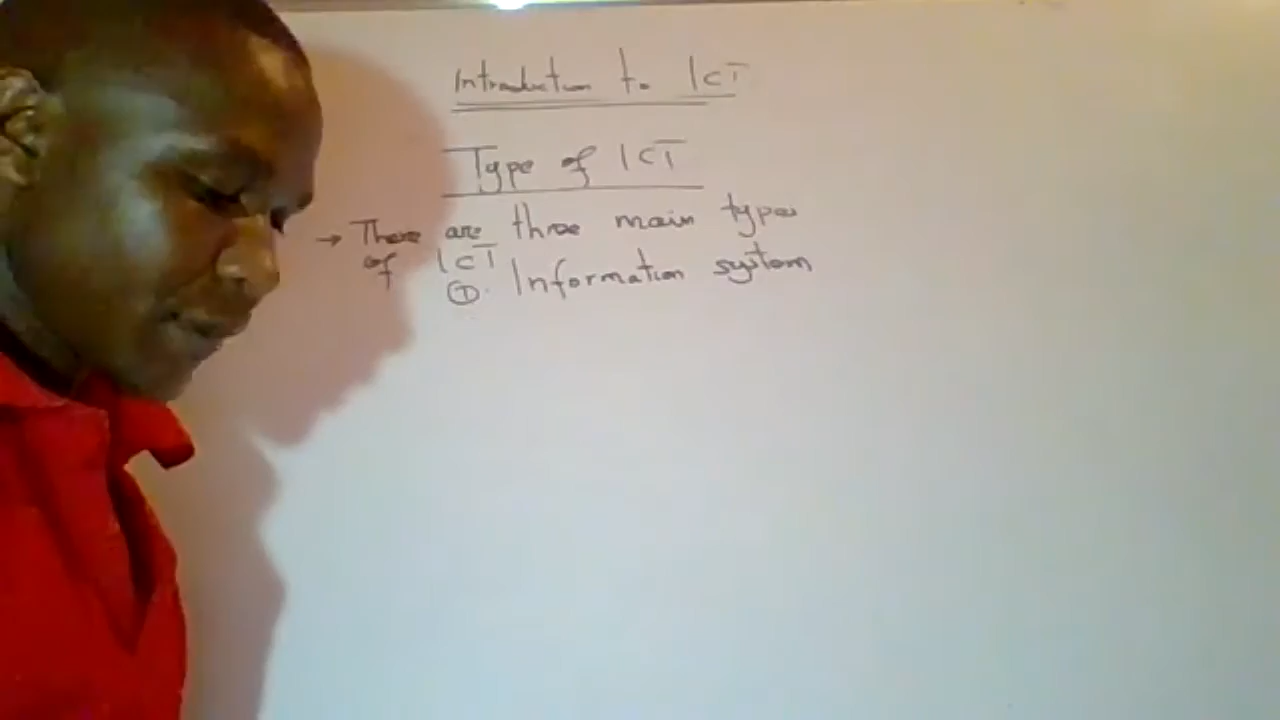 Introduction to ICT
Type of ICT
→ There are three main types
of ICT
① Information system